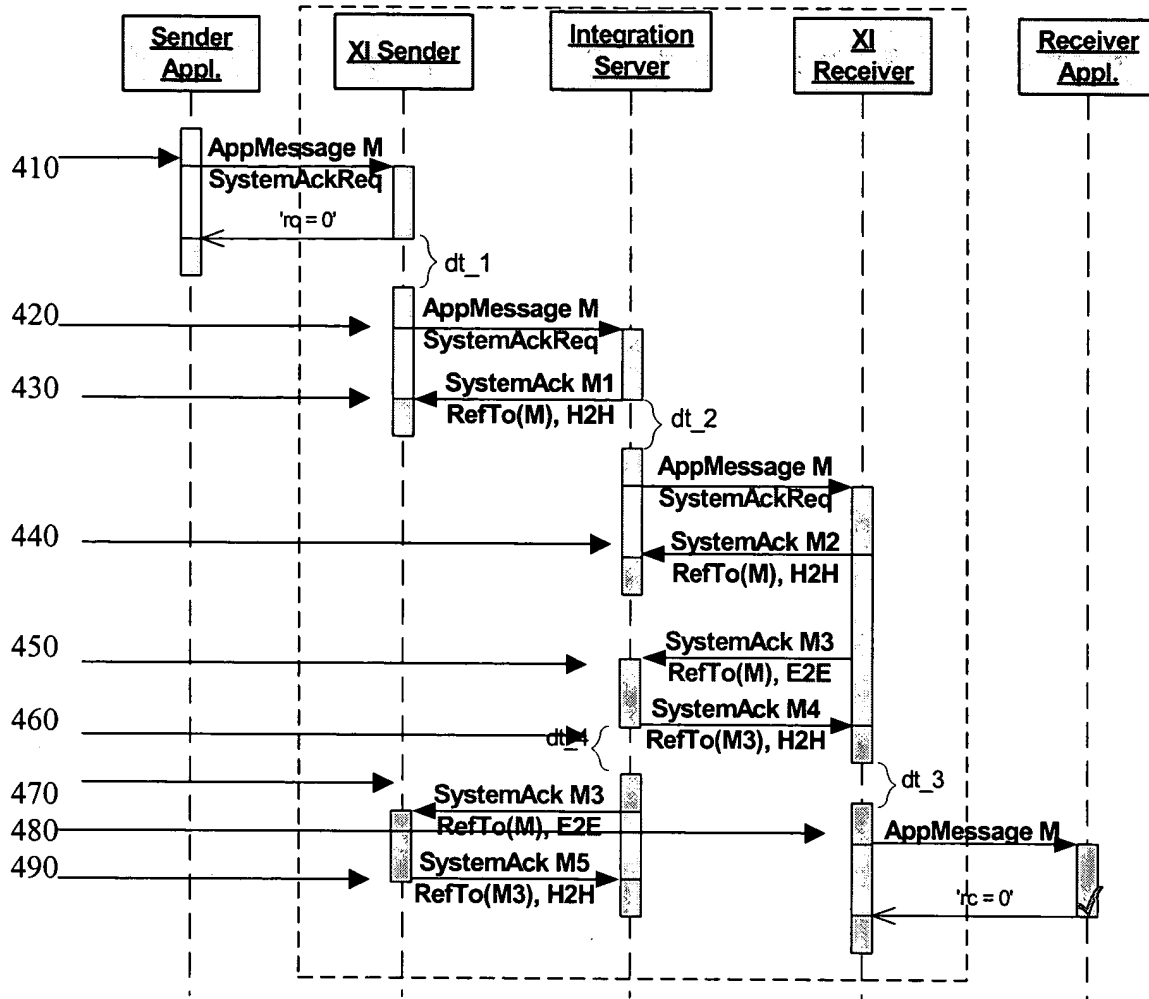 Sender
Appl.
XI Sender
Integration
Server
XI
Receiver
Receiver
Appl.
410
AppMessage M
SystemAckReq
'rc = 0'
dt_1
420
AppMessage M
SystemAckReq
430
SystemAck M1
RefTo(M), H2H
dt_2
AppMessage M
SystemAckReq
440
SystemAck M2
RefTo(M), H2H
450
SystemAck M3
RefTo(M), E2E
460
SystemAck M4
dt_4
RefTo(M3), H2H
dt_3
470
SystemAck M3
480
RefTo(M), E2E
AppMessage M
490
SystemAck M5
RefTo(M3), H2H
'rc = 0'